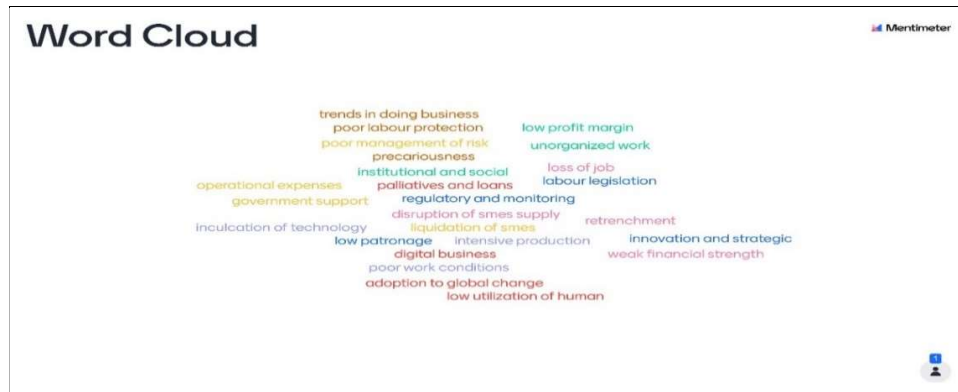 Word Cloud
Mentimeter
trends in doing business
poor labour protection
low profit margin
poor management of risk
unorganized work
precariousness
institutional and social
loss of job
operational expenses
palliatives and loans
labour legislation
government support
regulatory and monitoring
disruption of smes supply
retrenchment
inculcation of technology
liquidation of smes
low patronage
intensive production
innovation and strategic
digital business
weak financial strength
poor work conditions
adoption to global change
low utilization of human
1